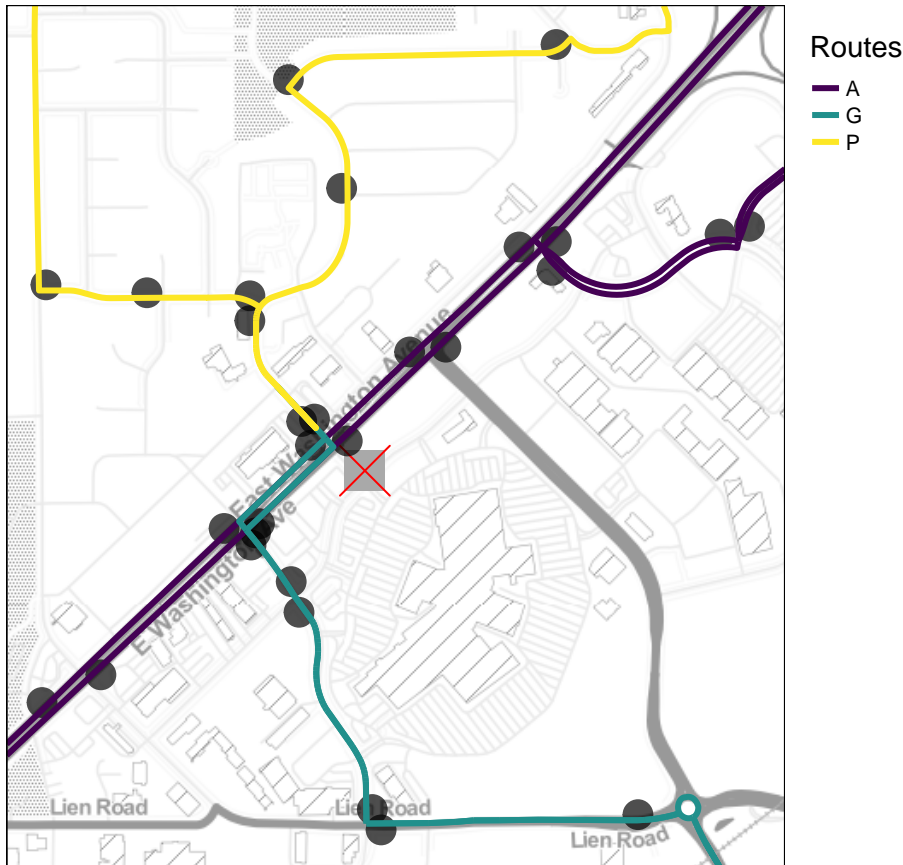 Routes
A
G
P
East Washington Avenue
E Washington Ave
Lien Road
Lien Road
Lien Road